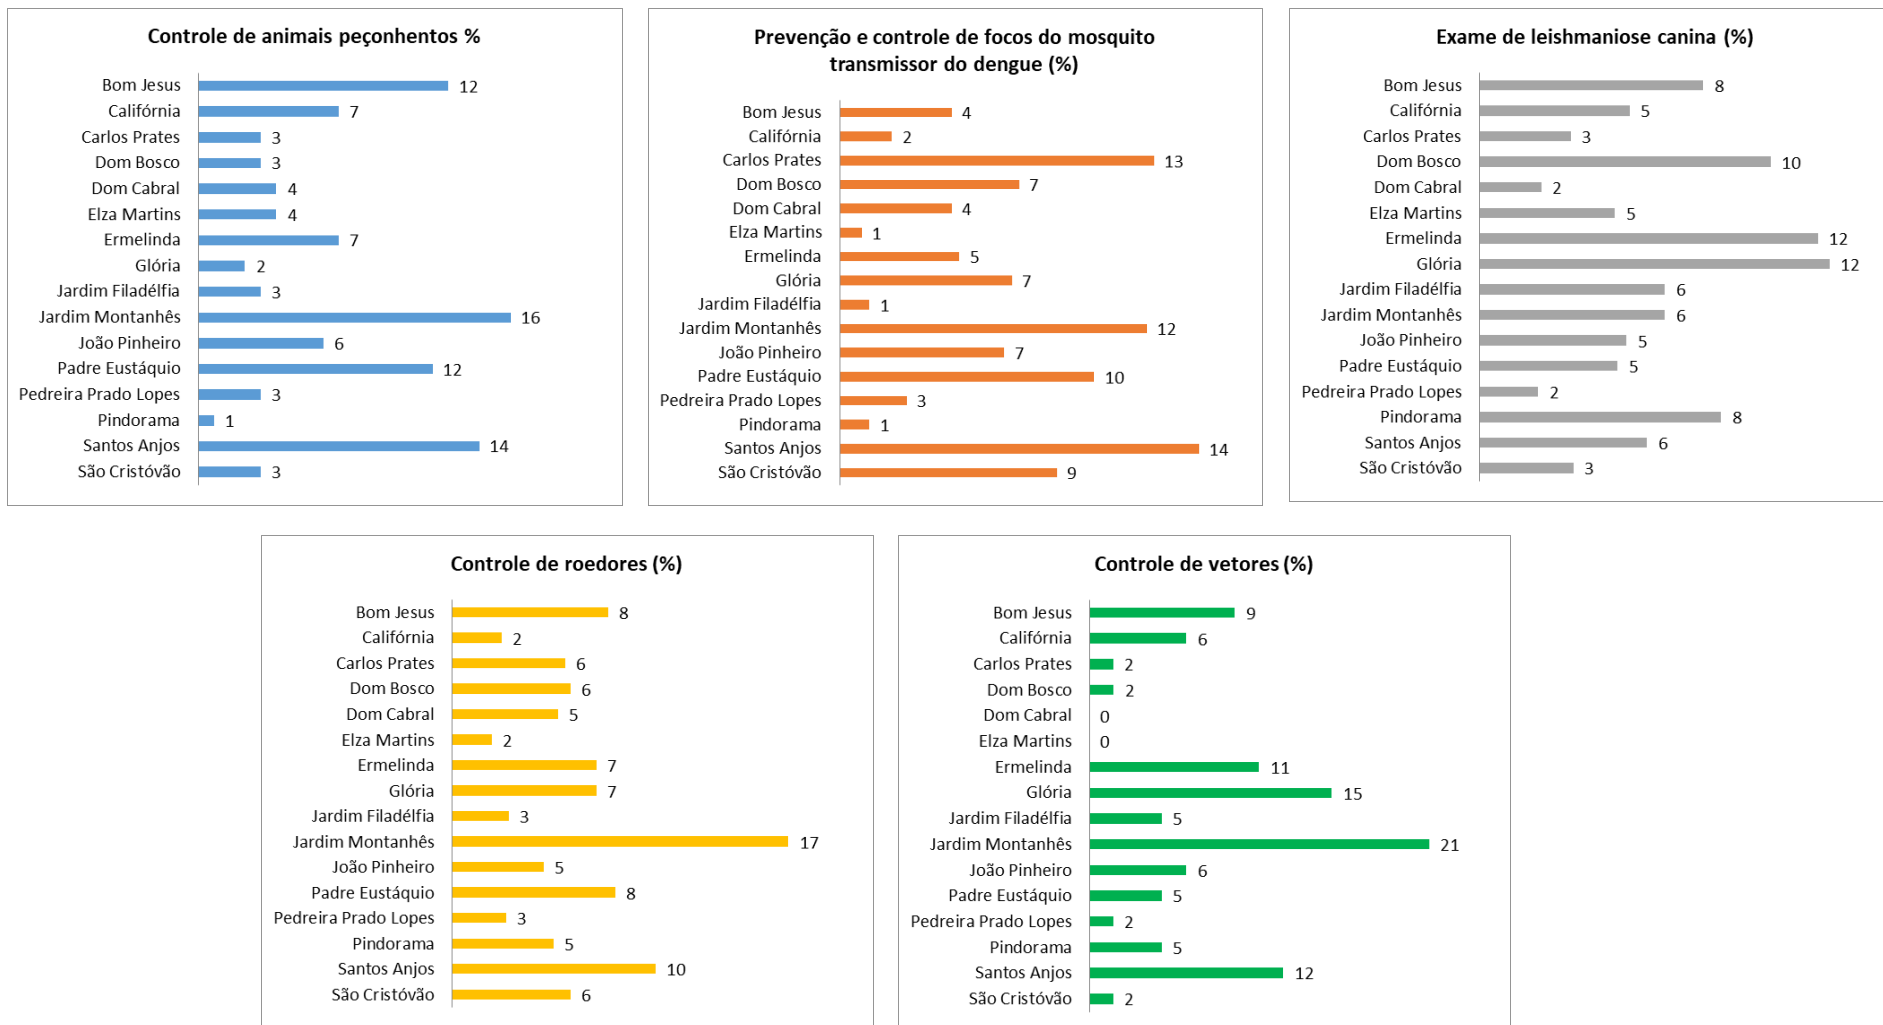 Controle de animais peçonhentos %
Bom Jesus 12
Califórnia 7
Carlos Prates 3
Dom Bosco 3
Dom Cabral 4
Elza Martins 4
Ermelinda 7
Glória 2
Jardim Filadélfia 3
Jardim Montanhês 16
João Pinheiro 6
Padre Eustáquio 12
Pedreira Prado Lopes 3
Pindorama 1
Santos Anjos 14
São Cristóvão 3
Prevenção e controle de focos do mosquito
transmissor do dengue (%)
Bom Jesus 4
Califórnia 2
Carlos Prates 13
Dom Bosco 7
Dom Cabral 4
Elza Martins 1
Ermelinda 5
Glória 7
Jardim Filadélfia 1
Jardim Montanhês 12
João Pinheiro 7
Padre Eustáquio 10
Pedreira Prado Lopes 3
Pindorama 1
Santos Anjos 14
São Cristóvão 9
Exame de leishmaniose canina (%)
Bom Jesus 8
Califórnia 5
Carlos Prates 3
Dom Bosco 10
Dom Cabral 2
Elza Martins 5
Ermelinda 12
Glória 12
Jardim Filadélfia 6
Jardim Montanhês 6
João Pinheiro 5
Padre Eustáquio 5
Pedreira Prado Lopes 2
Pindorama 8
Santos Anjos 6
São Cristóvão 3
Controle de roedores (%)
Bom Jesus 8
Califórnia 2
Carlos Prates 6
Dom Bosco 6
Dom Cabral 5
Elza Martins 2
Ermelinda 7
Glória 7
Jardim Filadélfia 3
Jardim Montanhês 17
João Pinheiro 5
Padre Eustáquio 8
Pedreira Prado Lopes 3
Pindorama 5
Santos Anjos 10
São Cristóvão 6
Controle de vetores (%)
Bom Jesus 9
Califórnia 6
Carlos Prates 2
Dom Bosco 2
Dom Cabral 0
Elza Martins 0
Ermelinda 11
Glória 15
Jardim Filadélfia 5
Jardim Montanhês 21
João Pinheiro 6
Padre Eustáquio 5
Pedreira Prado Lopes 2
Pindorama 5
Santos Anjos 12
São Cristóvão 2